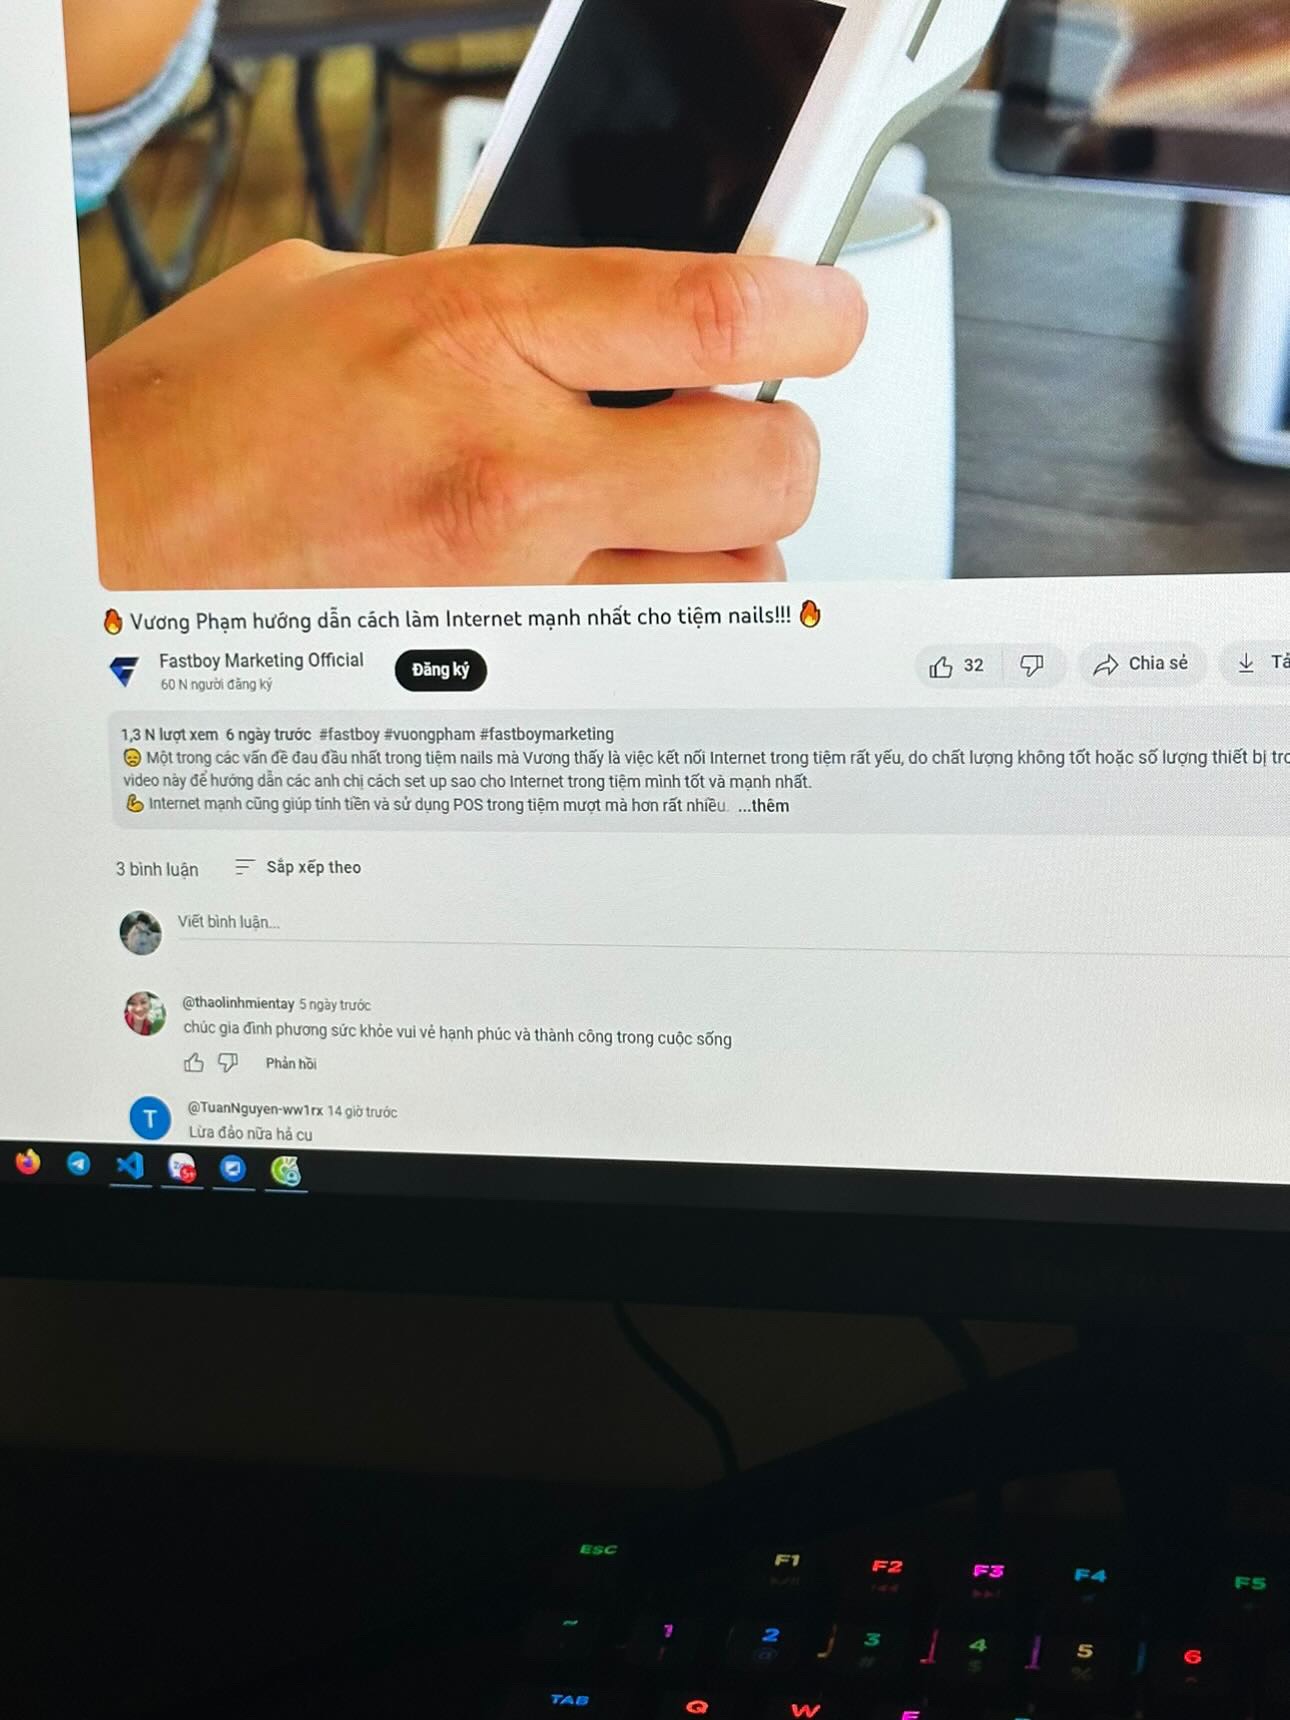 🔥 Vương Phạm hướng dẫn cách làm Internet mạnh nhất cho tiệm nails!!! 🔥
Fastboy Marketing Official
60 N người đăng ký
Đăng ký
32
Chia sẻ
1,3 N lượt xem 6 ngày trước #fastboy #vuongpham #fastboymarketing
😥 Một trong các vấn đề đau đầu nhất trong tiệm nails mà Vương thấy là việc kết nối Internet trong tiệm rất yếu, do chất lượng không tốt hoặc số lượng thiết bị
video này để hướng dẫn các anh chị cách set up sao cho Internet trong tiệm mình tốt và mạnh nhất.
💪 Internet mạnh cũng giúp tính tiền và sử dụng POS trong tiệm mượt mà hơn rất nhiều. ...thêm
3 bình luận
Sắp xếp theo
Viết bình luận...
@thaolinhmientay 5 ngày trước
chúc gia đình phương sức khỏe vui vẻ hạnh phúc và thành công trong cuộc sống
Phản hồi
T
@TuanNguyen-ww1rx 14 giờ trước
Lừa đảo nữa hả cu
5+
ESC F1 F2 F3 F4 F5
~ 1 2 3 4 5 6
! @ # $ % ^
TAB Q W